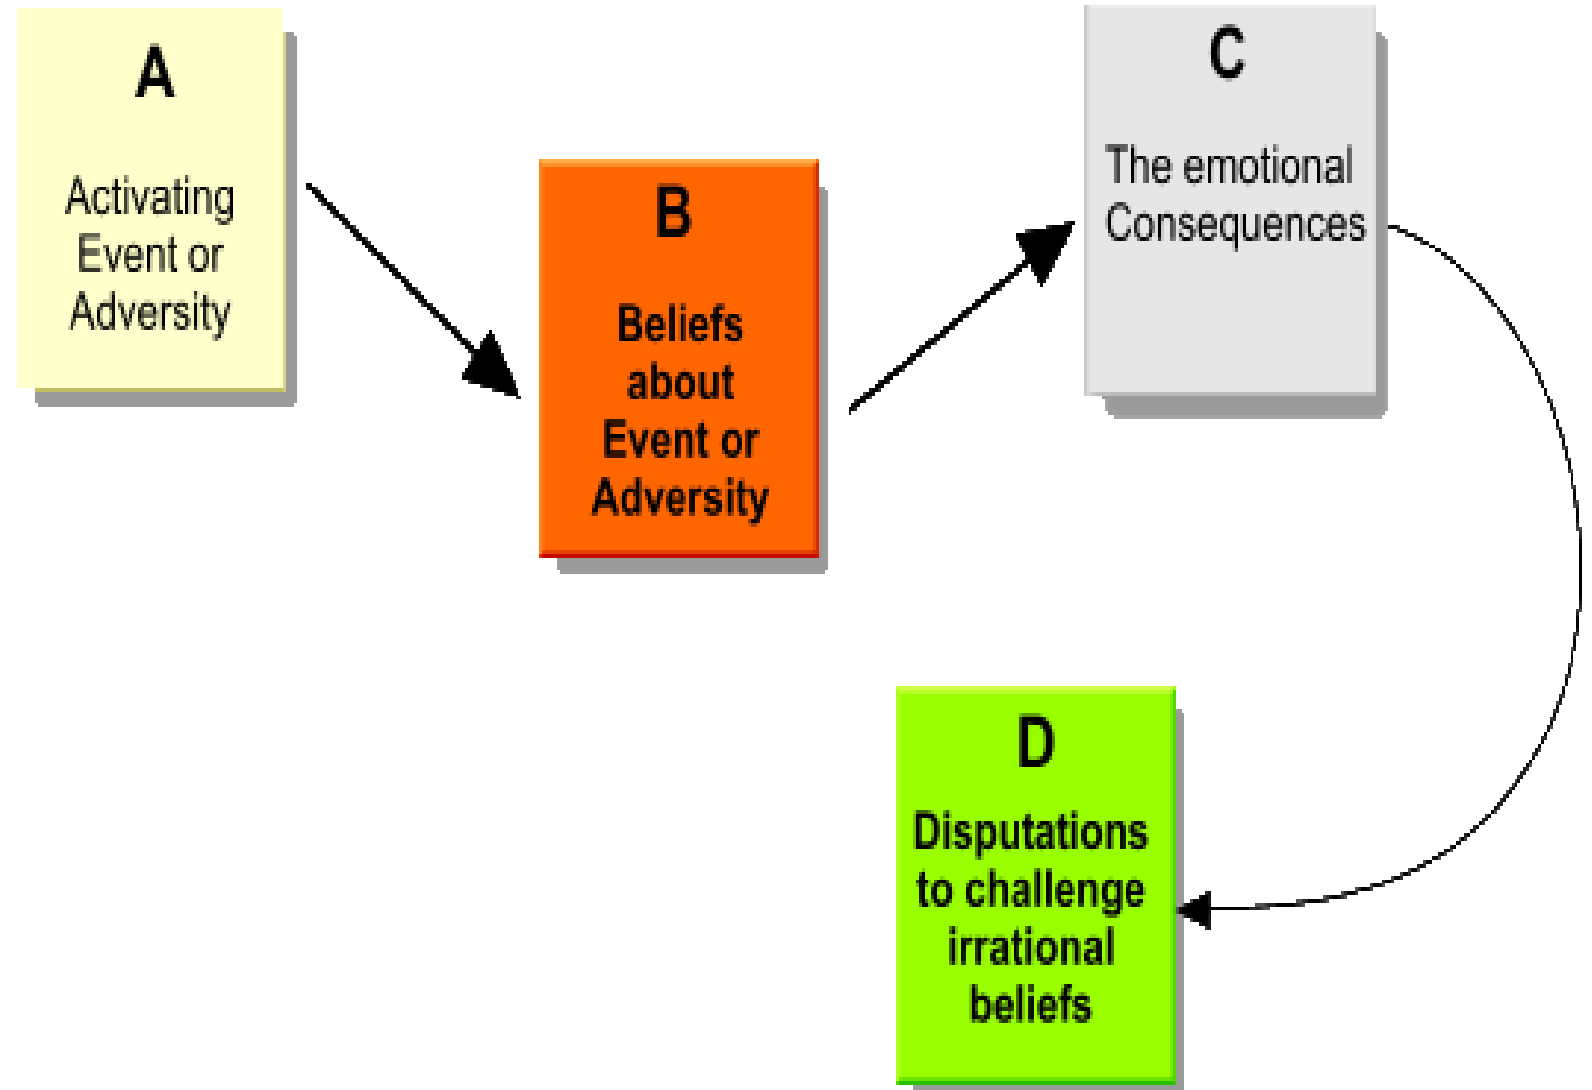 A
Activating
Event or
Adversity
B
Beliefs
about
Event or
Adversity
C
The emotional
Consequences
D
Disputations
to challenge
irrational
beliefs